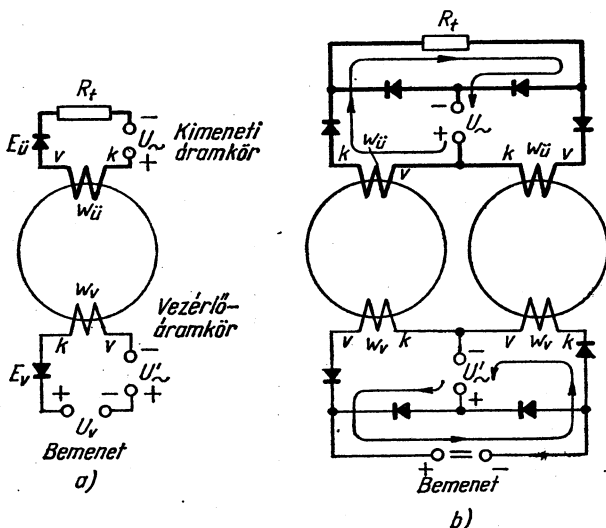 R_t
−
E_ü
U_~
Kimeneti
áramkör
v
k
+
w_ü
w_v
Vezérlő-
áramkör
k
v
−
E_v
U'_~
+
+
−
U_v
Bemenet
a)
R_t
−
U_~
+
w_ü
w_ü
k
v
k
v
v
w_v
k
v
w_v
k
−
U'_~
+
+
=
−
Bemenet
b)